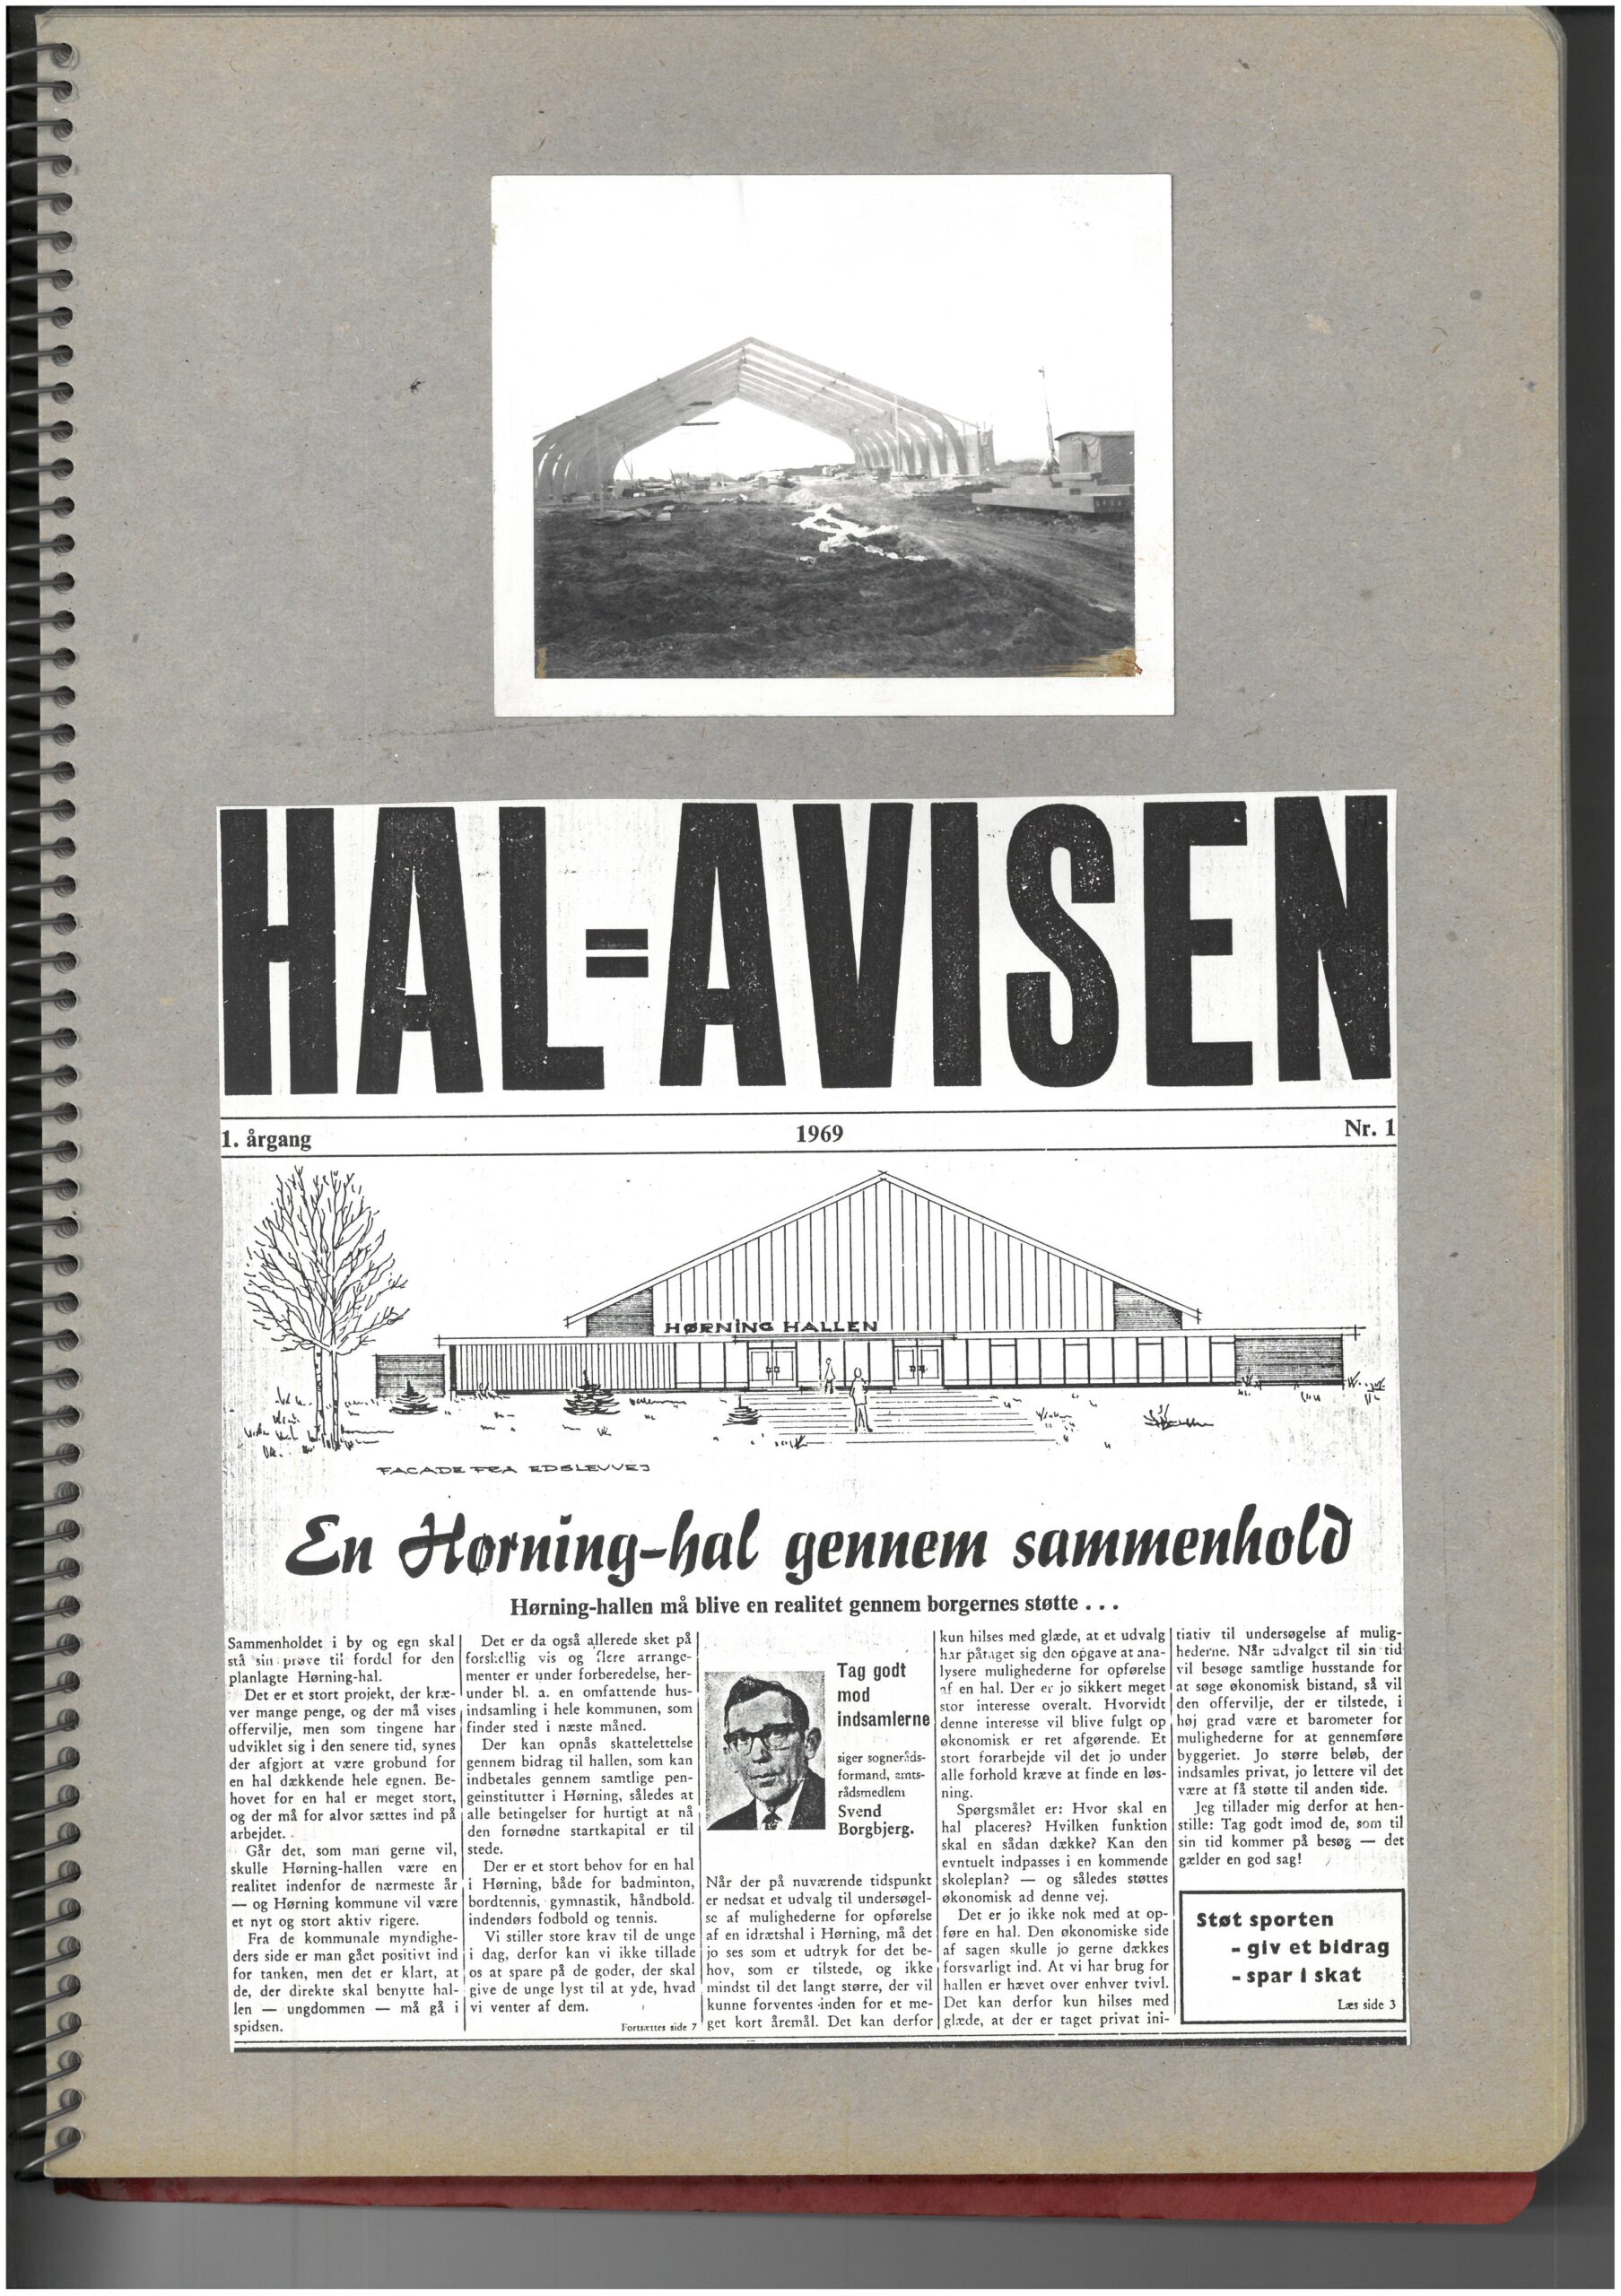 HAL=AVISEN
1. årgang 1969 Nr. 1
HØRNING HALLEN
FACADE FRA EDSLEVVEJ
En Hørning-hal gennem sammenhold
Hørning-hallen må blive en realitet gennem borgernes støtte . . .
Sammenholdet i by og egn skal
stå sin prøve til fordel for den
planlagte Hørning-hal.
Det er et stort projekt, der kræ-
ver mange penge, og der må vises
offervilje, men som tingene har
udviklet sig i den senere tid, synes
der afgjort at være grobund for
en hal dækkende hele egnen. Be-
hovet for en hal er meget stort,
og der må for alvor sættes ind på
arbejdet.
Går det, som man gerne vil,
skulle Hørning-hallen være en
realitet indenfor de nærmeste år
— og Hørning kommune vil være
et nyt og stort aktiv rigere.
Fra de kommunale myndighe-
ders side er man gået positivt ind
for tanken, men det er klart, at
de, der direkte skal benytte hal-
len — ungdommen — må gå i
spidsen.
Det er da også allerede sket på
forskellig vis og flere arrange-
menter er under forberedelse, her-
under bl. a. en omfattende hus-
indsamling i hele kommunen, som
finder sted i næste måned.
Der kan opnås skattelettelse
gennem bidrag til hallen, som kan
indbetales gennem samtlige pen-
geinstitutter i Hørning, således at
alle betingelser for hurtigt at nå
den fornødne startkapital er til
stede.
Der er et stort behov for en hal
i Hørning, både for badminton,
bordtennis, gymnastik, håndbold.
indendørs fodbold og tennis.
Vi stiller store krav til de unge
i dag, derfor kan vi ikke tillade
os at spare på de goder, der skal
give de unge lyst til at yde, hvad
vi venter af dem.
Fortsættes side 7
Tag godt
mod
indsamlerne
siger sogneråds-
formand, amts-
rådsmedlem
Svend
Borgbjerg.
Når der på nuværende tidspunkt
er nedsat et udvalg til undersøgel-
se af mulighederne for opførelse
af en idrætshal i Hørning, må det
jo ses som et udtryk for det be-
hov, som er tilstede, og ikke
mindst til det langt større, der vil
kunne forventes inden for et me-
get kort åremål. Det kan derfor
kun hilses med glæde, at et udvalg
har påtaget sig den opgave at ana-
lysere mulighederne for opførelse
af en hal. Der er jo sikkert meget
stor interesse overalt. Hvorvidt
denne interesse vil blive fulgt op
økonomisk er ret afgørende. Et
stort forarbejde vil det jo under
alle forhold kræve at finde en løs-
ning.
Spørgsmålet er: Hvor skal en
hal placeres? Hvilken funktion
skal en sådan dække? Kan den
evntuelt indpasses i en kommende
skoleplan? — og således støttes
økonomisk ad denne vej.
Det er jo ikke nok med at op-
føre en hal. Den økonomiske side
af sagen skulle jo gerne dækkes
forsvarligt ind. At vi har brug for
hallen er hævet over enhver tvivl.
Det kan derfor kun hilses med
glæde, at der er taget privat ini-
tiativ til undersøgelse af mulig-
hederne. Når udvalget til sin tid
vil besøge samtlige husstande for
at søge økonomisk bistand, så vil
den offervilje, der er tilstede, i
høj grad være et barometer for
mulighederne for at gennemføre
byggeriet. Jo større beløb, der
indsamles privat, jo lettere vil det
være at få støtte til anden side.
Jeg tillader mig derfor at hen-
stille: Tag godt imod de, som til
sin tid kommer på besøg — det
gælder en god sag!
Støt sporten
- giv et bidrag
- spar i skat
Læs side 3